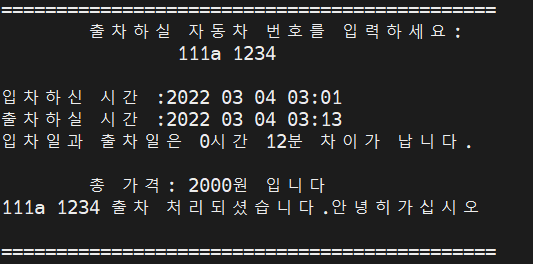 =============================================
출차하실 자동차 번호를 입력하세요:
111a 1234
입차하신 시간 :2022 03 04 03:01
출차하실 시간 :2022 03 04 03:13
입차일과 출차일은 0시간 12분 차이가 납니다.
총 가격: 2000원 입니다
111a 1234 출차 처리되셨습니다.안녕히가십시오
=============================================